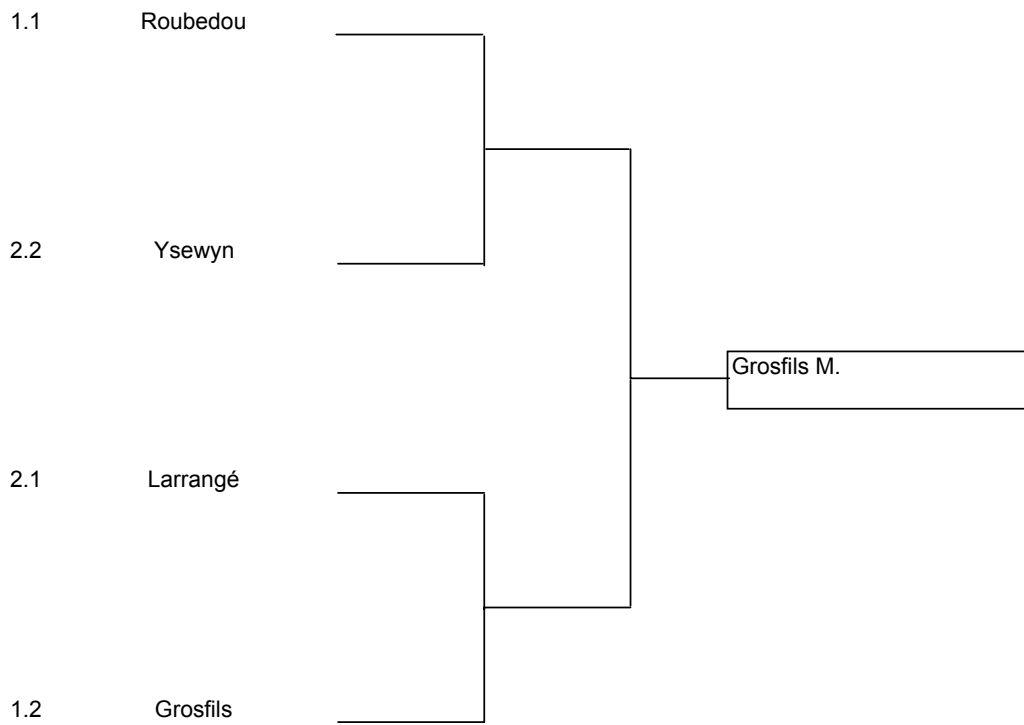 1.1 Roubedou
2.2 Ysewyn
Grosfils M.
2.1 Larrangé
1.2 Grosfils